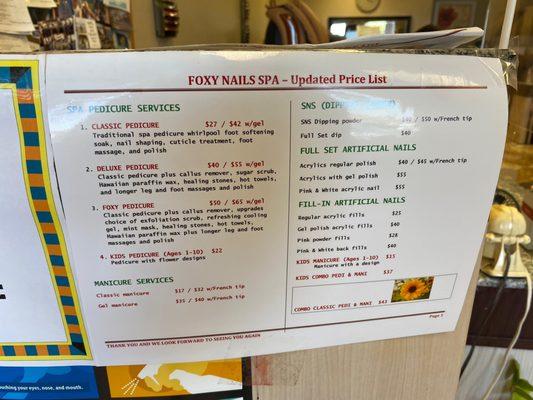 FOXY NAILS SPA – Updated Price List
SPA PEDICURE SERVICES
1. CLASSIC PEDICURE $27 / $42 w/gel
Traditional spa pedicure whirlpool foot softening
soak, nail shaping, cuticle treatment, foot
massage, and polish
2. DELUXE PEDICURE $40 / $55 w/gel
Classic pedicure plus callus remover, sugar scrub,
Hawaiian paraffin wax, healing stones, hot towels,
and longer leg and foot massages and polish
3. FOXY PEDICURE $50 / $65 w/gel
Classic pedicure plus callus remover, upgrades
choice of exfoliation scrub, refreshing cooling
gel, mint mask, healing stones, hot towels,
Hawaiian paraffin wax plus longer leg and foot
massages and polish
4. KIDS PEDICURE (Ages 1-10) $22
Pedicure with flower designs
MANICURE SERVICES
Classic manicure $17 / $32 w/French tip
Gel manicure $35 / $40 w/French tip
SNS (DIPPING
SNS Dipping powder $40 / $50 w/French tip
Full Set dip $40
FULL SET ARTIFICIAL NAILS
Acrylics regular polish $40 / $45 w/French tip
Acrylics with gel polish $55
Pink & White acrylic nail $55
FILL-IN ARTIFICIAL NAILS
Regular acrylic fills $25
Gel polish acrylic fills $40
Pink powder fills $28
Pink & White back fills $40
KIDS MANICURE (Ages 1-10) $15
Manicure with a design
KIDS COMBO PEDI & MANI $37
COMBO CLASSIC PEDI & MANI $43
THANK YOU AND WE LOOK FORWARD TO SEEING YOU AGAIN
Page 1
uching your eyes, nose, and mouth.